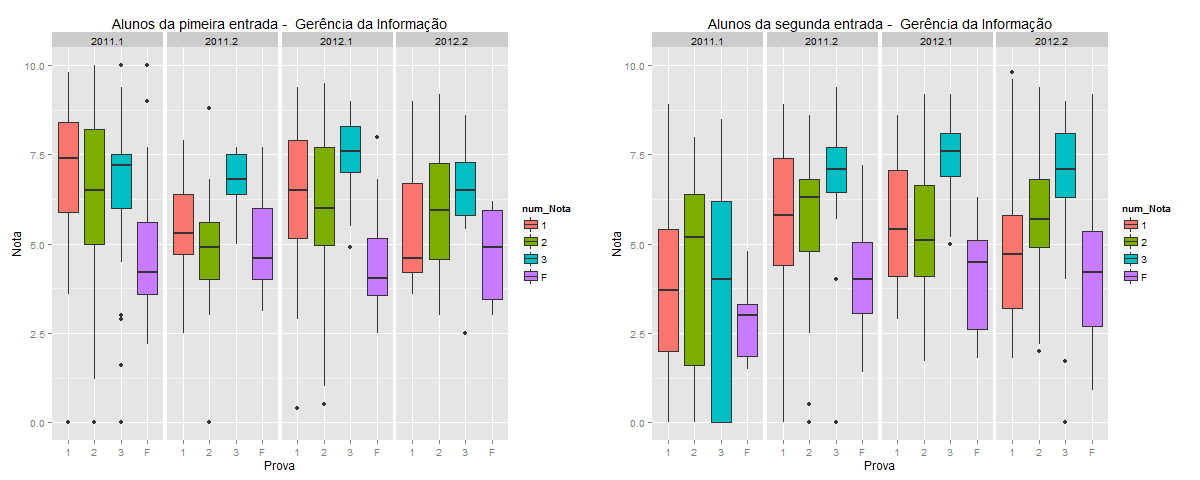 Alunos da pimeira entrada -  Gerência da Informação
2011.1 2011.2 2012.1 2012.2
10.0
7.5
5.0
2.5
0.0
Nota
1 2 3 F 1 2 3 F 1 2 3 F 1 2 3 F
Prova
num_Nota
1
2
3
F
Alunos da segunda entrada -  Gerência da Informação
2011.1 2011.2 2012.1 2012.2
10.0
7.5
5.0
2.5
0.0
Nota
1 2 3 F 1 2 3 F 1 2 3 F 1 2 3 F
Prova
num_Nota
1
2
3
F